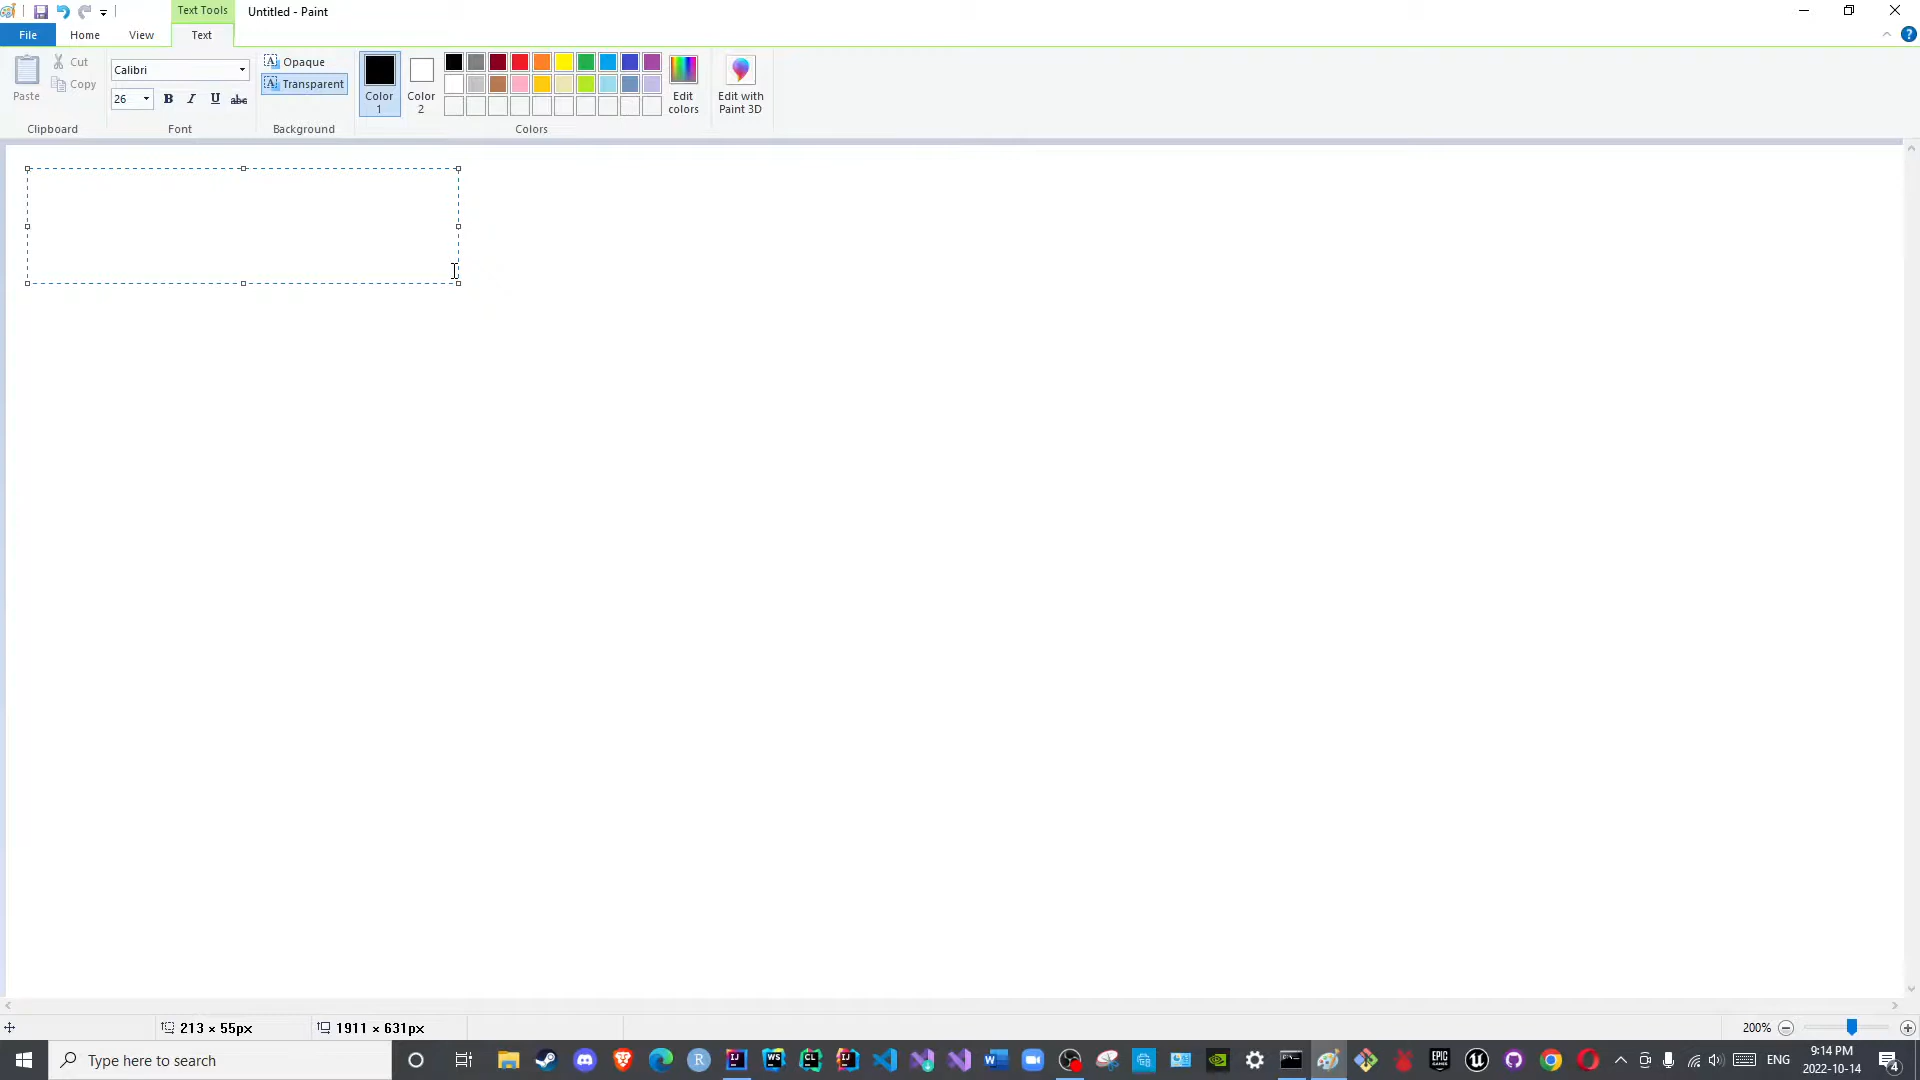 Text Tools
Untitled - Paint
File
Home
View
Text
Paste
Cut
Copy
Clipboard
Calibri
26
B I U abc
Font
Opaque
Transparent
Background
Color 1
Color 2
Edit colors
Colors
Edit with Paint 3D
213 × 55px
1911 × 631px
200%
Type here to search
ENG
9:14 PM
2022-10-14
4